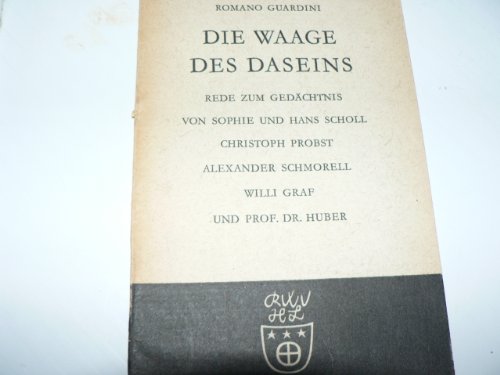 ROMANO GUARDINI
DIE WAAGE
DES DASEINS
REDE ZUM GEDÄCHTNIS
VON SOPHIE UND HANS SCHOLL
CHRISTOPH PROBST
ALEXANDER SCHMORELL
WILLI GRAF
UND PROF. DR. HUBER